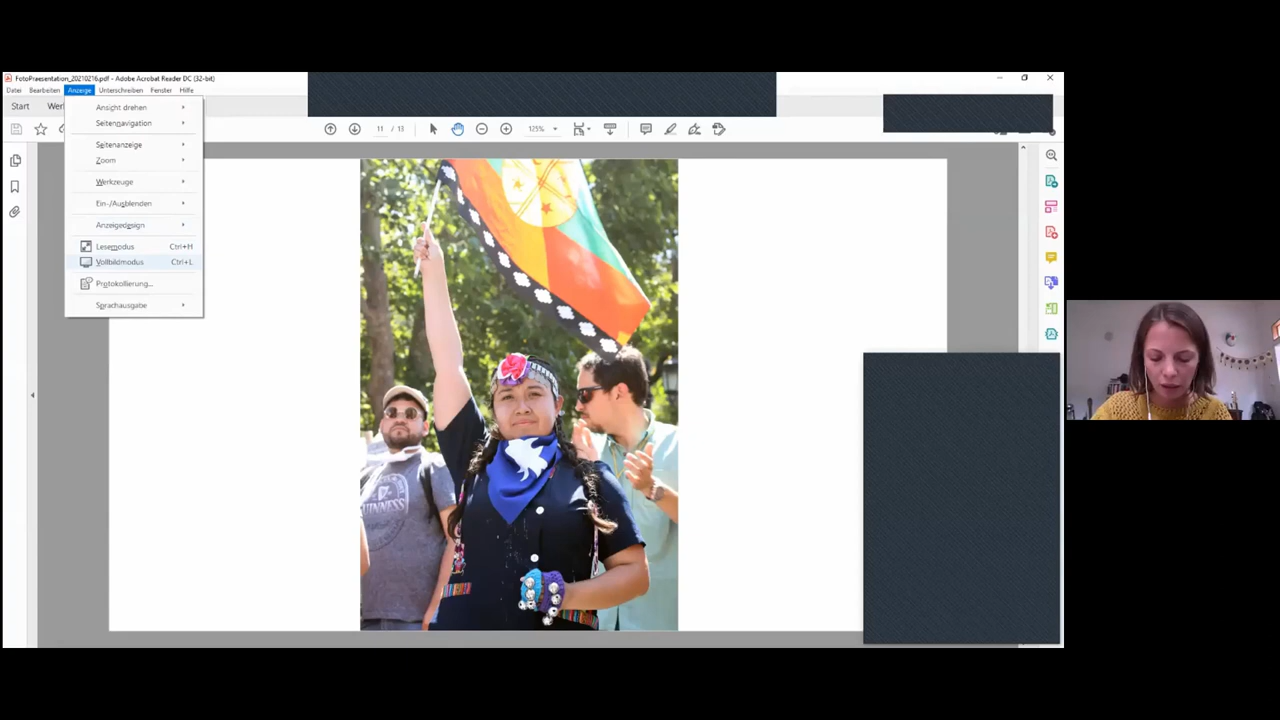 FotoPraesentation_20210216.pdf - Adobe Acrobat Reader DC (32-bit)
Datei Bearbeiten Anzeige Unterschreiben Fenster Hilfe
Start
11 / 13 125%
Ansicht drehen
Seitennavigation
Seitenanzeige
Zoom
Werkzeuge
Ein-/Ausblenden
Anzeigedesign
Lesemodus Ctrl+H
Vollbildmodus Ctrl+L
Protokollierung...
Sprachausgabe
GUINNESS